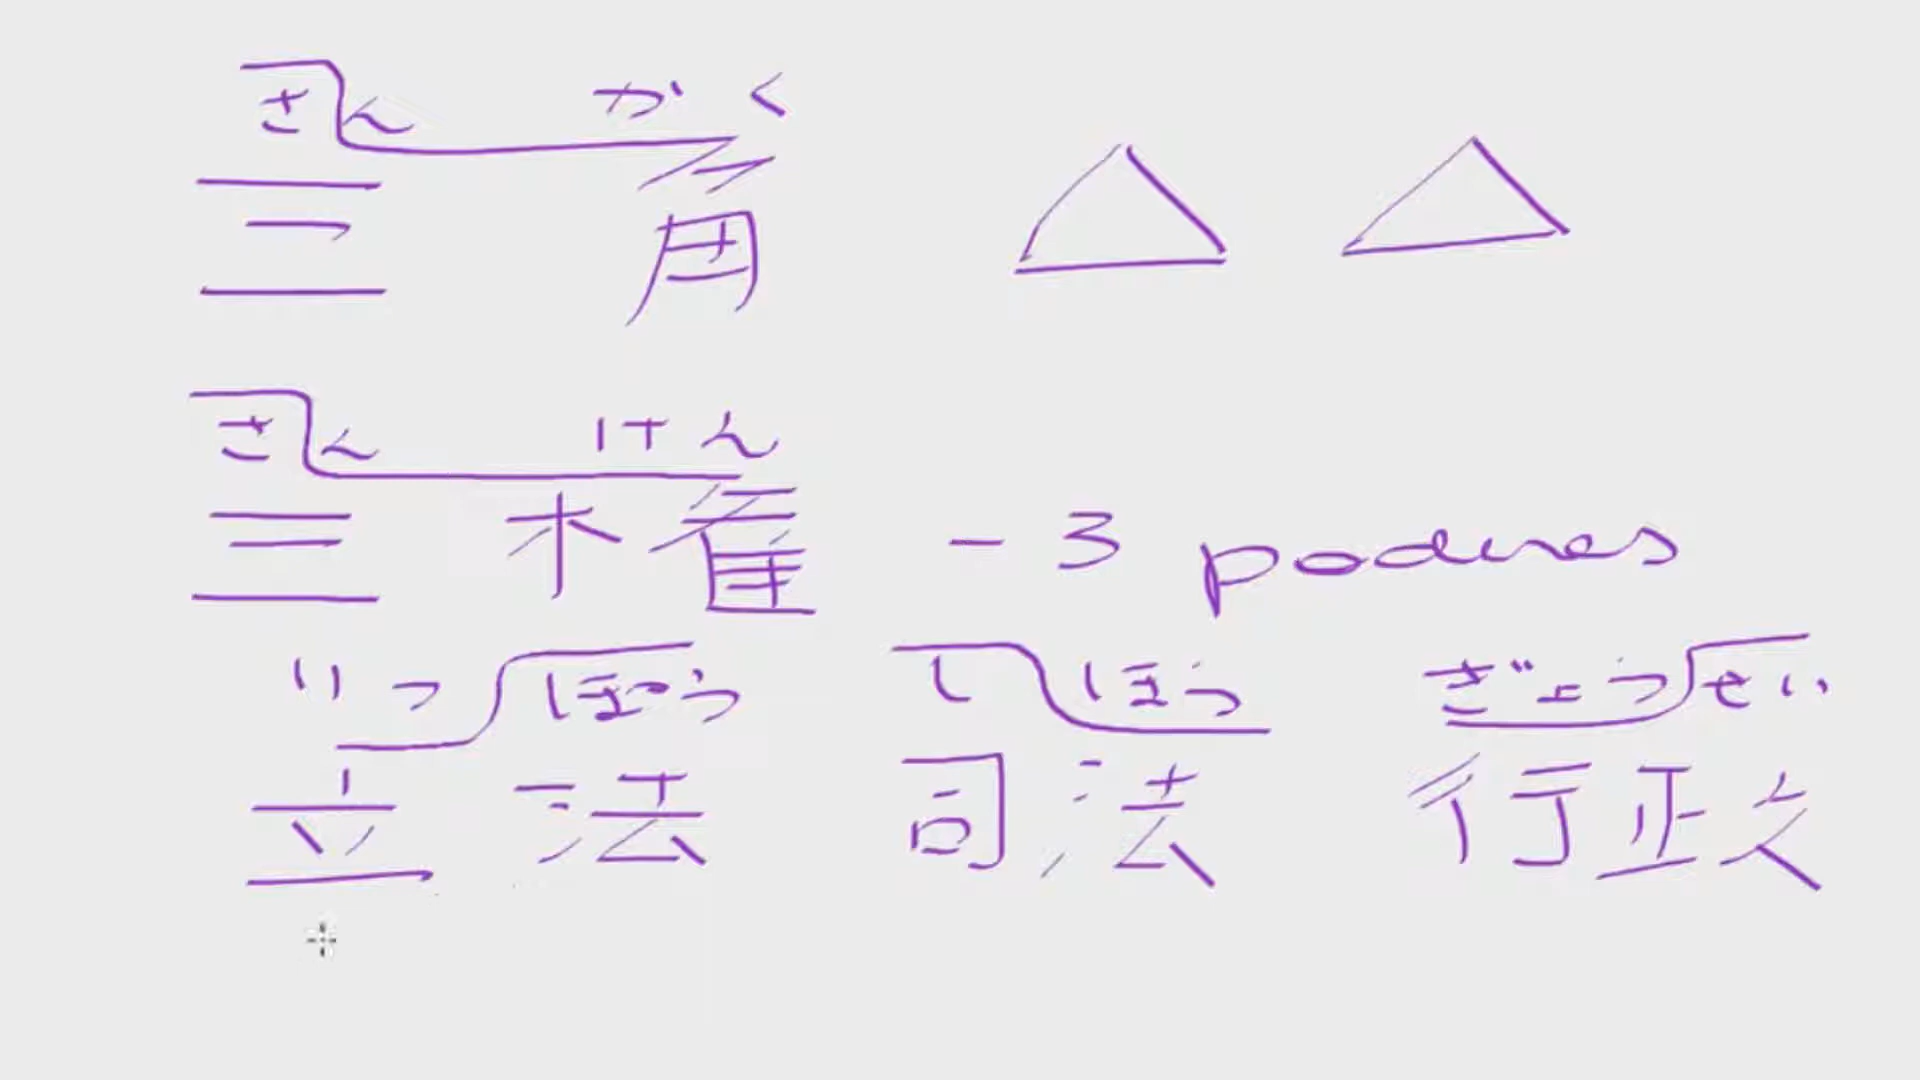 さん かく
三 角
さん けん
三 権 - 3 poderes
りつ ぽう しほう ぎょうせい
立 法 司 法 行政